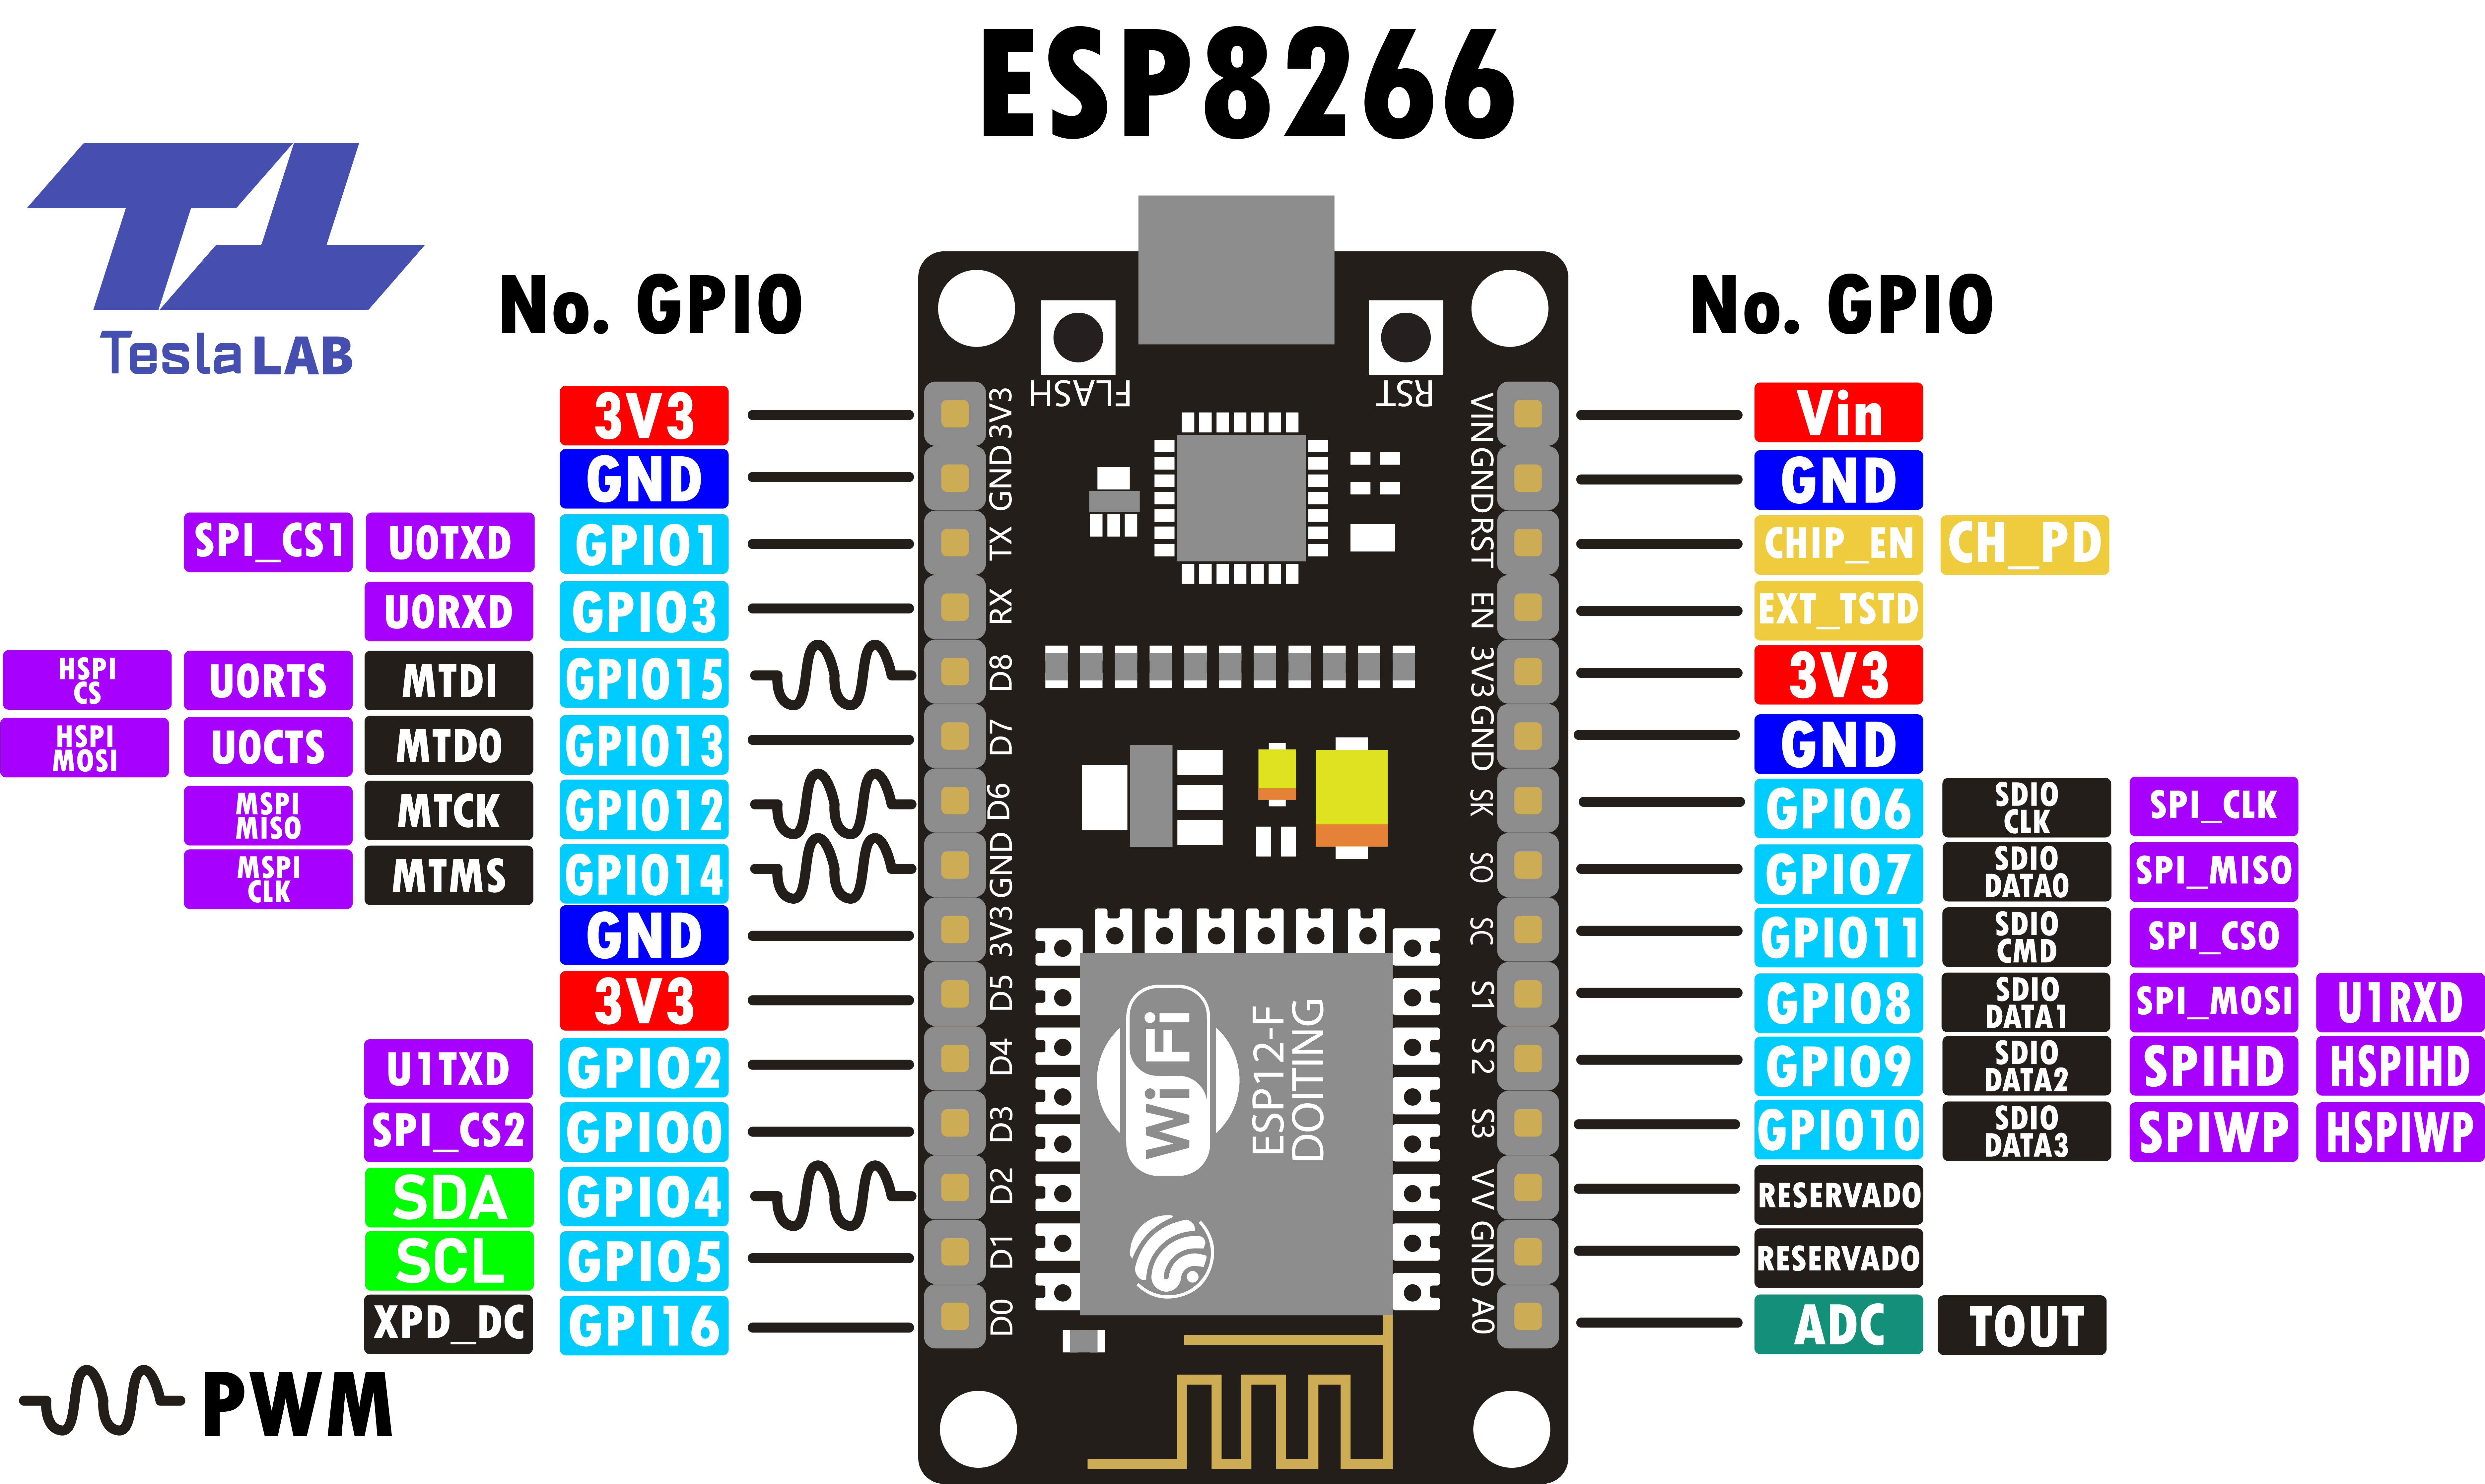 ESP8266
TeslaLAB
No. GPIO
No. GPIO
FLASH
RST
3V3
3V3
VIN
Vin
GND
GND
GND
GND
SPI_CS1 U0TXD GPIO1
TX
RST
CHIP_EN CH_PD
U0RXD GPIO3
RX
EN
EXT_TSTD
HSPI
CS
U0RTS MTDI GPIO15
D8
3V3
3V3
HSPI
MOSI
U0CTS MTDO GPIO13
D7
GND
GND
MSPI
MISO
MTCK GPIO12
D6
SK
GPIO6
SDIO
CLK
SPI_CLK
MSPI
CLK
MTMS GPIO14
GND
SO
GPIO7
SDIO
DATA0
SPI_MISO
GND
3V3
SC
GPIO11
SDIO
CMD
SPI_CS0
3V3
D5
S1
GPIO8
SDIO
DATA1
SPI_MOSI U1RXD
U1TXD GPIO2
D4
S2
GPIO9
SDIO
DATA2
SPIHD HSPIHD
SPI_CS2 GPIO0
D3
S3
GPIO10
SDIO
DATA3
SPIWP HSPIWP
SDA GPIO4
D2
VV
RESERVADO
SCL GPIO5
D1
GND
RESERVADO
XPD_DC GPI16
D0
A0
ADC TOUT
WiFi
ESP12-F
DOITING
PWM